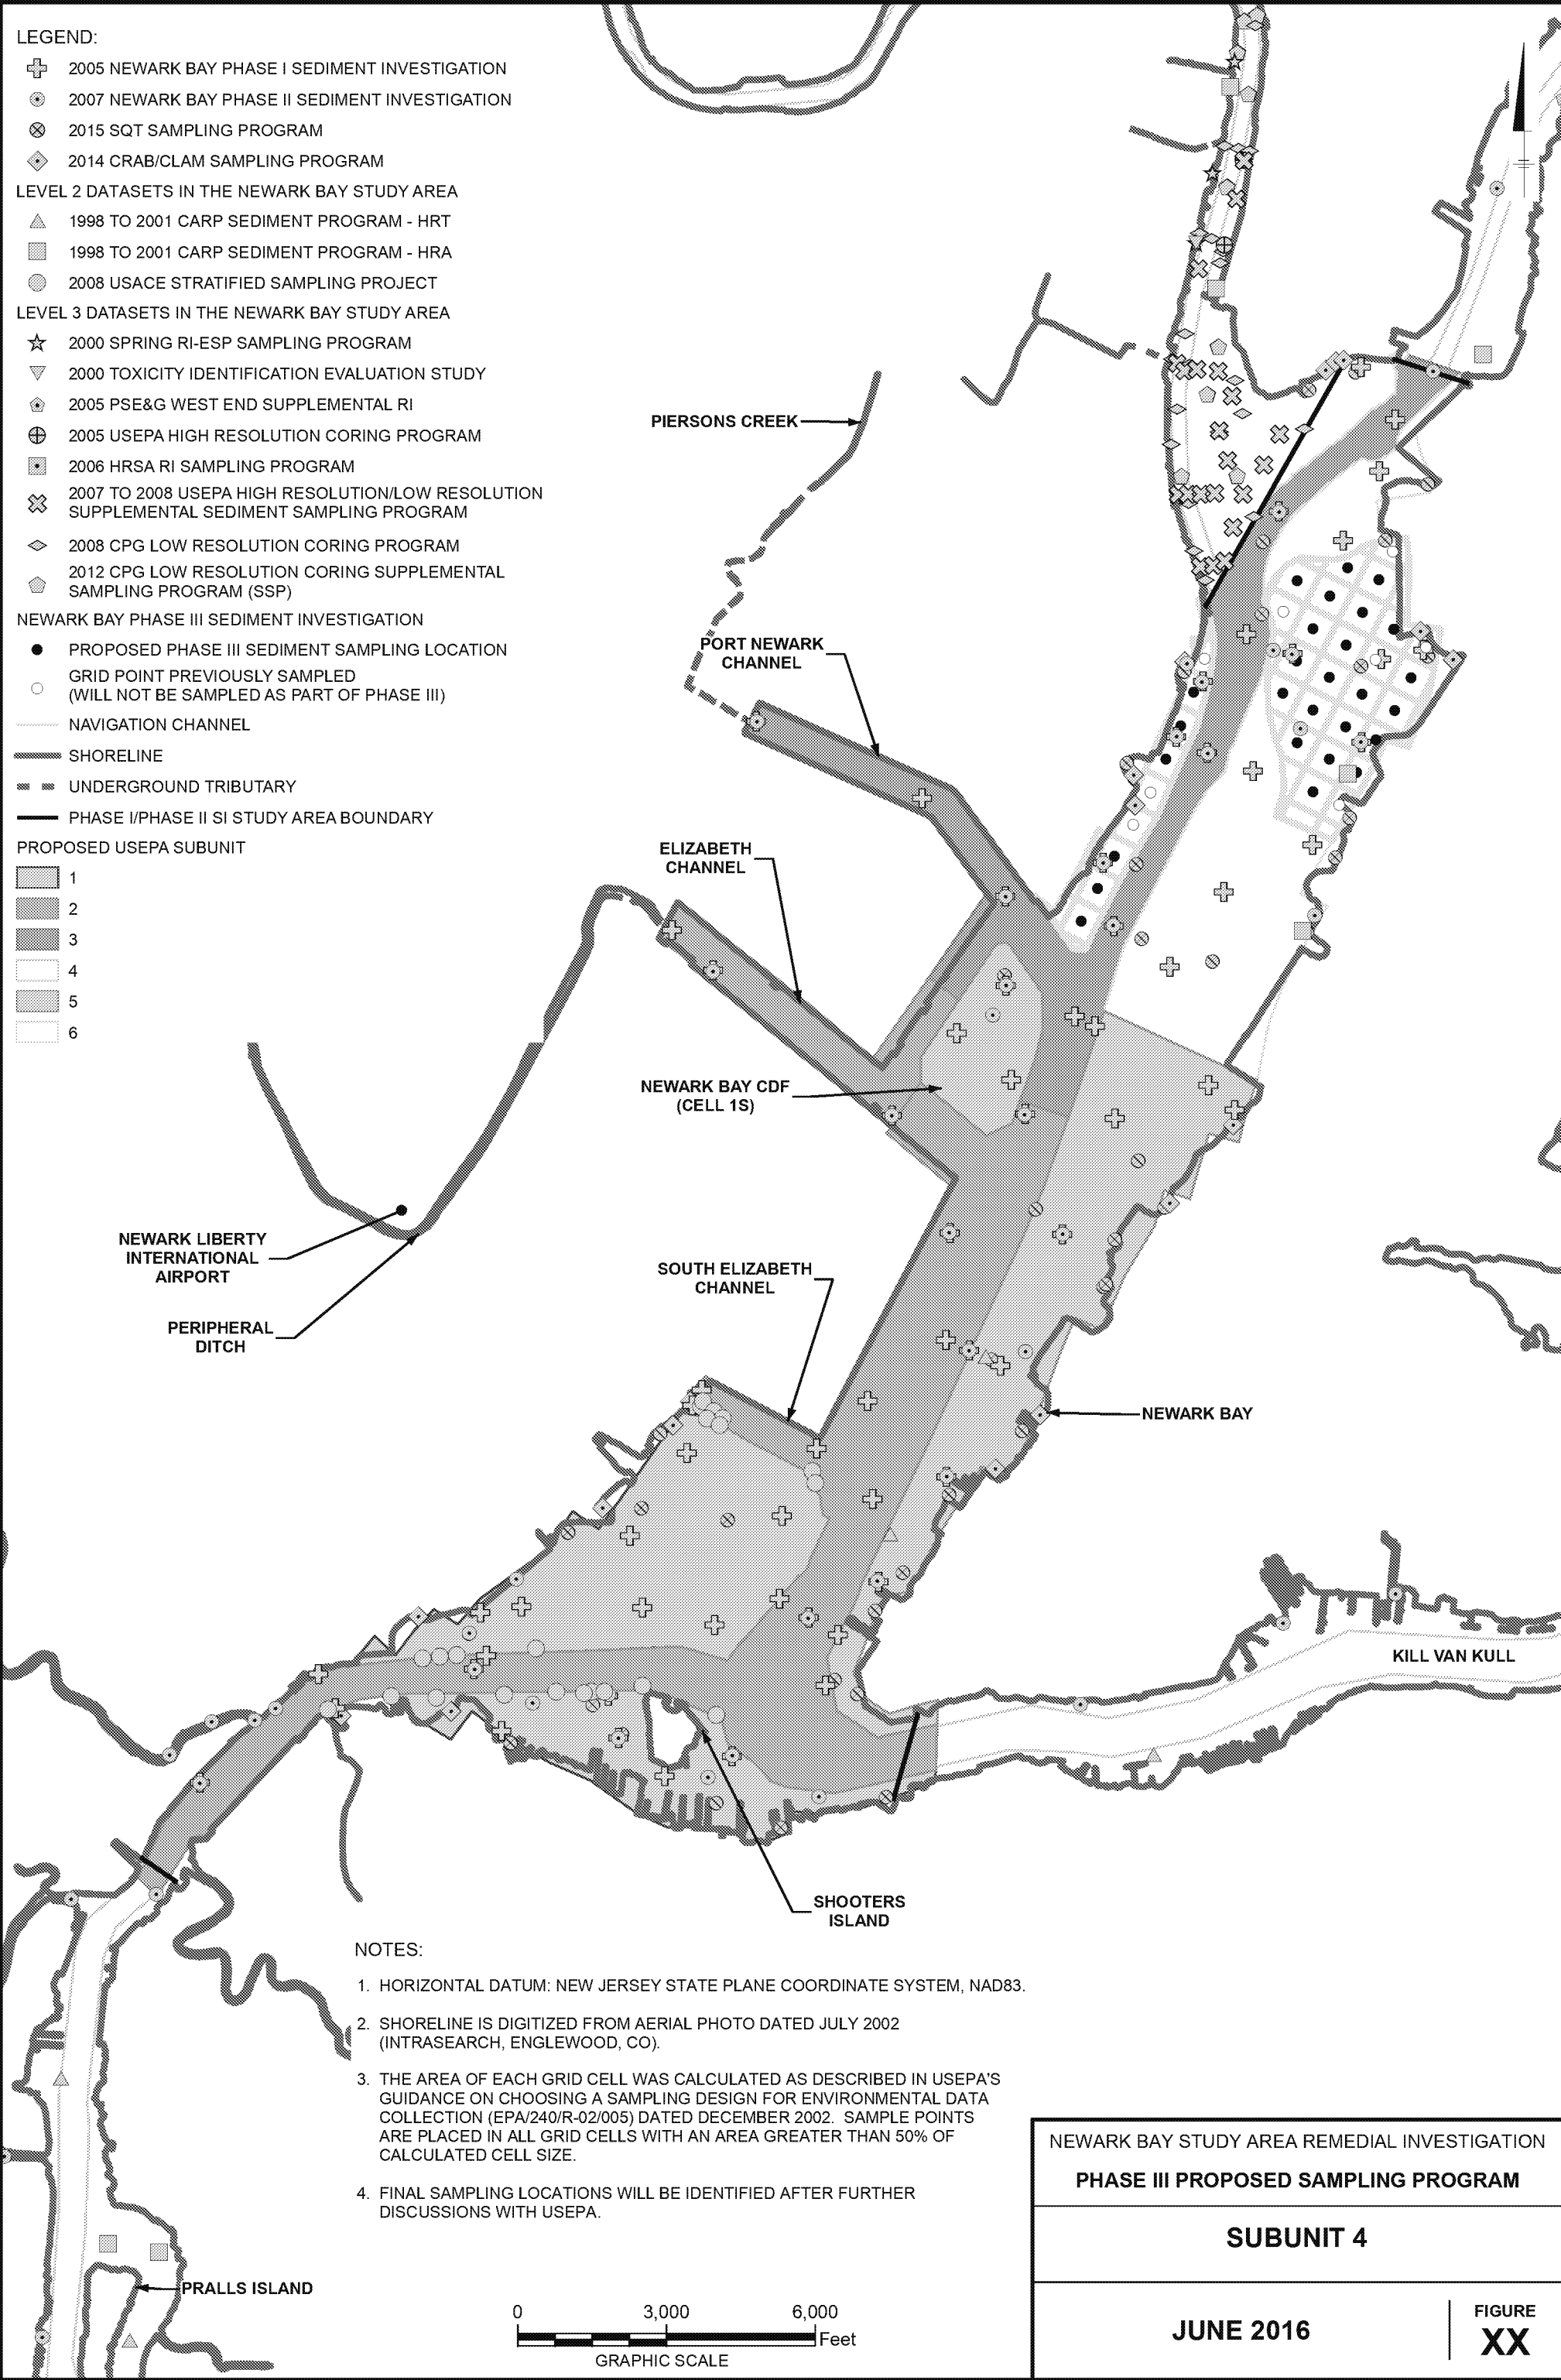 LEGEND:
2005 NEWARK BAY PHASE I SEDIMENT INVESTIGATION
2007 NEWARK BAY PHASE II SEDIMENT INVESTIGATION
2015 SQT SAMPLING PROGRAM
2014 CRAB/CLAM SAMPLING PROGRAM
LEVEL 2 DATASETS IN THE NEWARK BAY STUDY AREA
1998 TO 2001 CARP SEDIMENT PROGRAM - HRT
1998 TO 2001 CARP SEDIMENT PROGRAM - HRA
2008 USACE STRATIFIED SAMPLING PROJECT
LEVEL 3 DATASETS IN THE NEWARK BAY STUDY AREA
2000 SPRING RI-ESP SAMPLING PROGRAM
2000 TOXICITY IDENTIFICATION EVALUATION STUDY
2005 PSE&G WEST END SUPPLEMENTAL RI
2005 USEPA HIGH RESOLUTION CORING PROGRAM
2006 HRSA RI SAMPLING PROGRAM
2007 TO 2008 USEPA HIGH RESOLUTION/LOW RESOLUTION
SUPPLEMENTAL SEDIMENT SAMPLING PROGRAM
2008 CPG LOW RESOLUTION CORING PROGRAM
2012 CPG LOW RESOLUTION CORING SUPPLEMENTAL
SAMPLING PROGRAM (SSP)
NEWARK BAY PHASE III SEDIMENT INVESTIGATION
PROPOSED PHASE III SEDIMENT SAMPLING LOCATION
GRID POINT PREVIOUSLY SAMPLED
(WILL NOT BE SAMPLED AS PART OF PHASE III)
NAVIGATION CHANNEL
SHORELINE
UNDERGROUND TRIBUTARY
PHASE I/PHASE II SI STUDY AREA BOUNDARY
PROPOSED USEPA SUBUNIT
1
2
3
4
5
6
PIERSONS CREEK
PORT NEWARK
CHANNEL
ELIZABETH
CHANNEL
NEWARK BAY CDF
(CELL 1S)
NEWARK LIBERTY
INTERNATIONAL
AIRPORT
PERIPHERAL
DITCH
SOUTH ELIZABETH
CHANNEL
NEWARK BAY
KILL VAN KULL
SHOOTERS
ISLAND
PRALLS ISLAND
NOTES:
1. HORIZONTAL DATUM: NEW JERSEY STATE PLANE COORDINATE SYSTEM, NAD83.
2. SHORELINE IS DIGITIZED FROM AERIAL PHOTO DATED JULY 2002
(INTRASEARCH, ENGLEWOOD, CO).
3. THE AREA OF EACH GRID CELL WAS CALCULATED AS DESCRIBED IN USEPA'S
GUIDANCE ON CHOOSING A SAMPLING DESIGN FOR ENVIRONMENTAL DATA
COLLECTION (EPA/240/R-02/005) DATED DECEMBER 2002. SAMPLE POINTS
ARE PLACED IN ALL GRID CELLS WITH AN AREA GREATER THAN 50% OF
CALCULATED CELL SIZE.
4. FINAL SAMPLING LOCATIONS WILL BE IDENTIFIED AFTER FURTHER
DISCUSSIONS WITH USEPA.
0 3,000 6,000
Feet
GRAPHIC SCALE
NEWARK BAY STUDY AREA REMEDIAL INVESTIGATION
PHASE III PROPOSED SAMPLING PROGRAM
SUBUNIT 4
JUNE 2016
FIGURE
XX